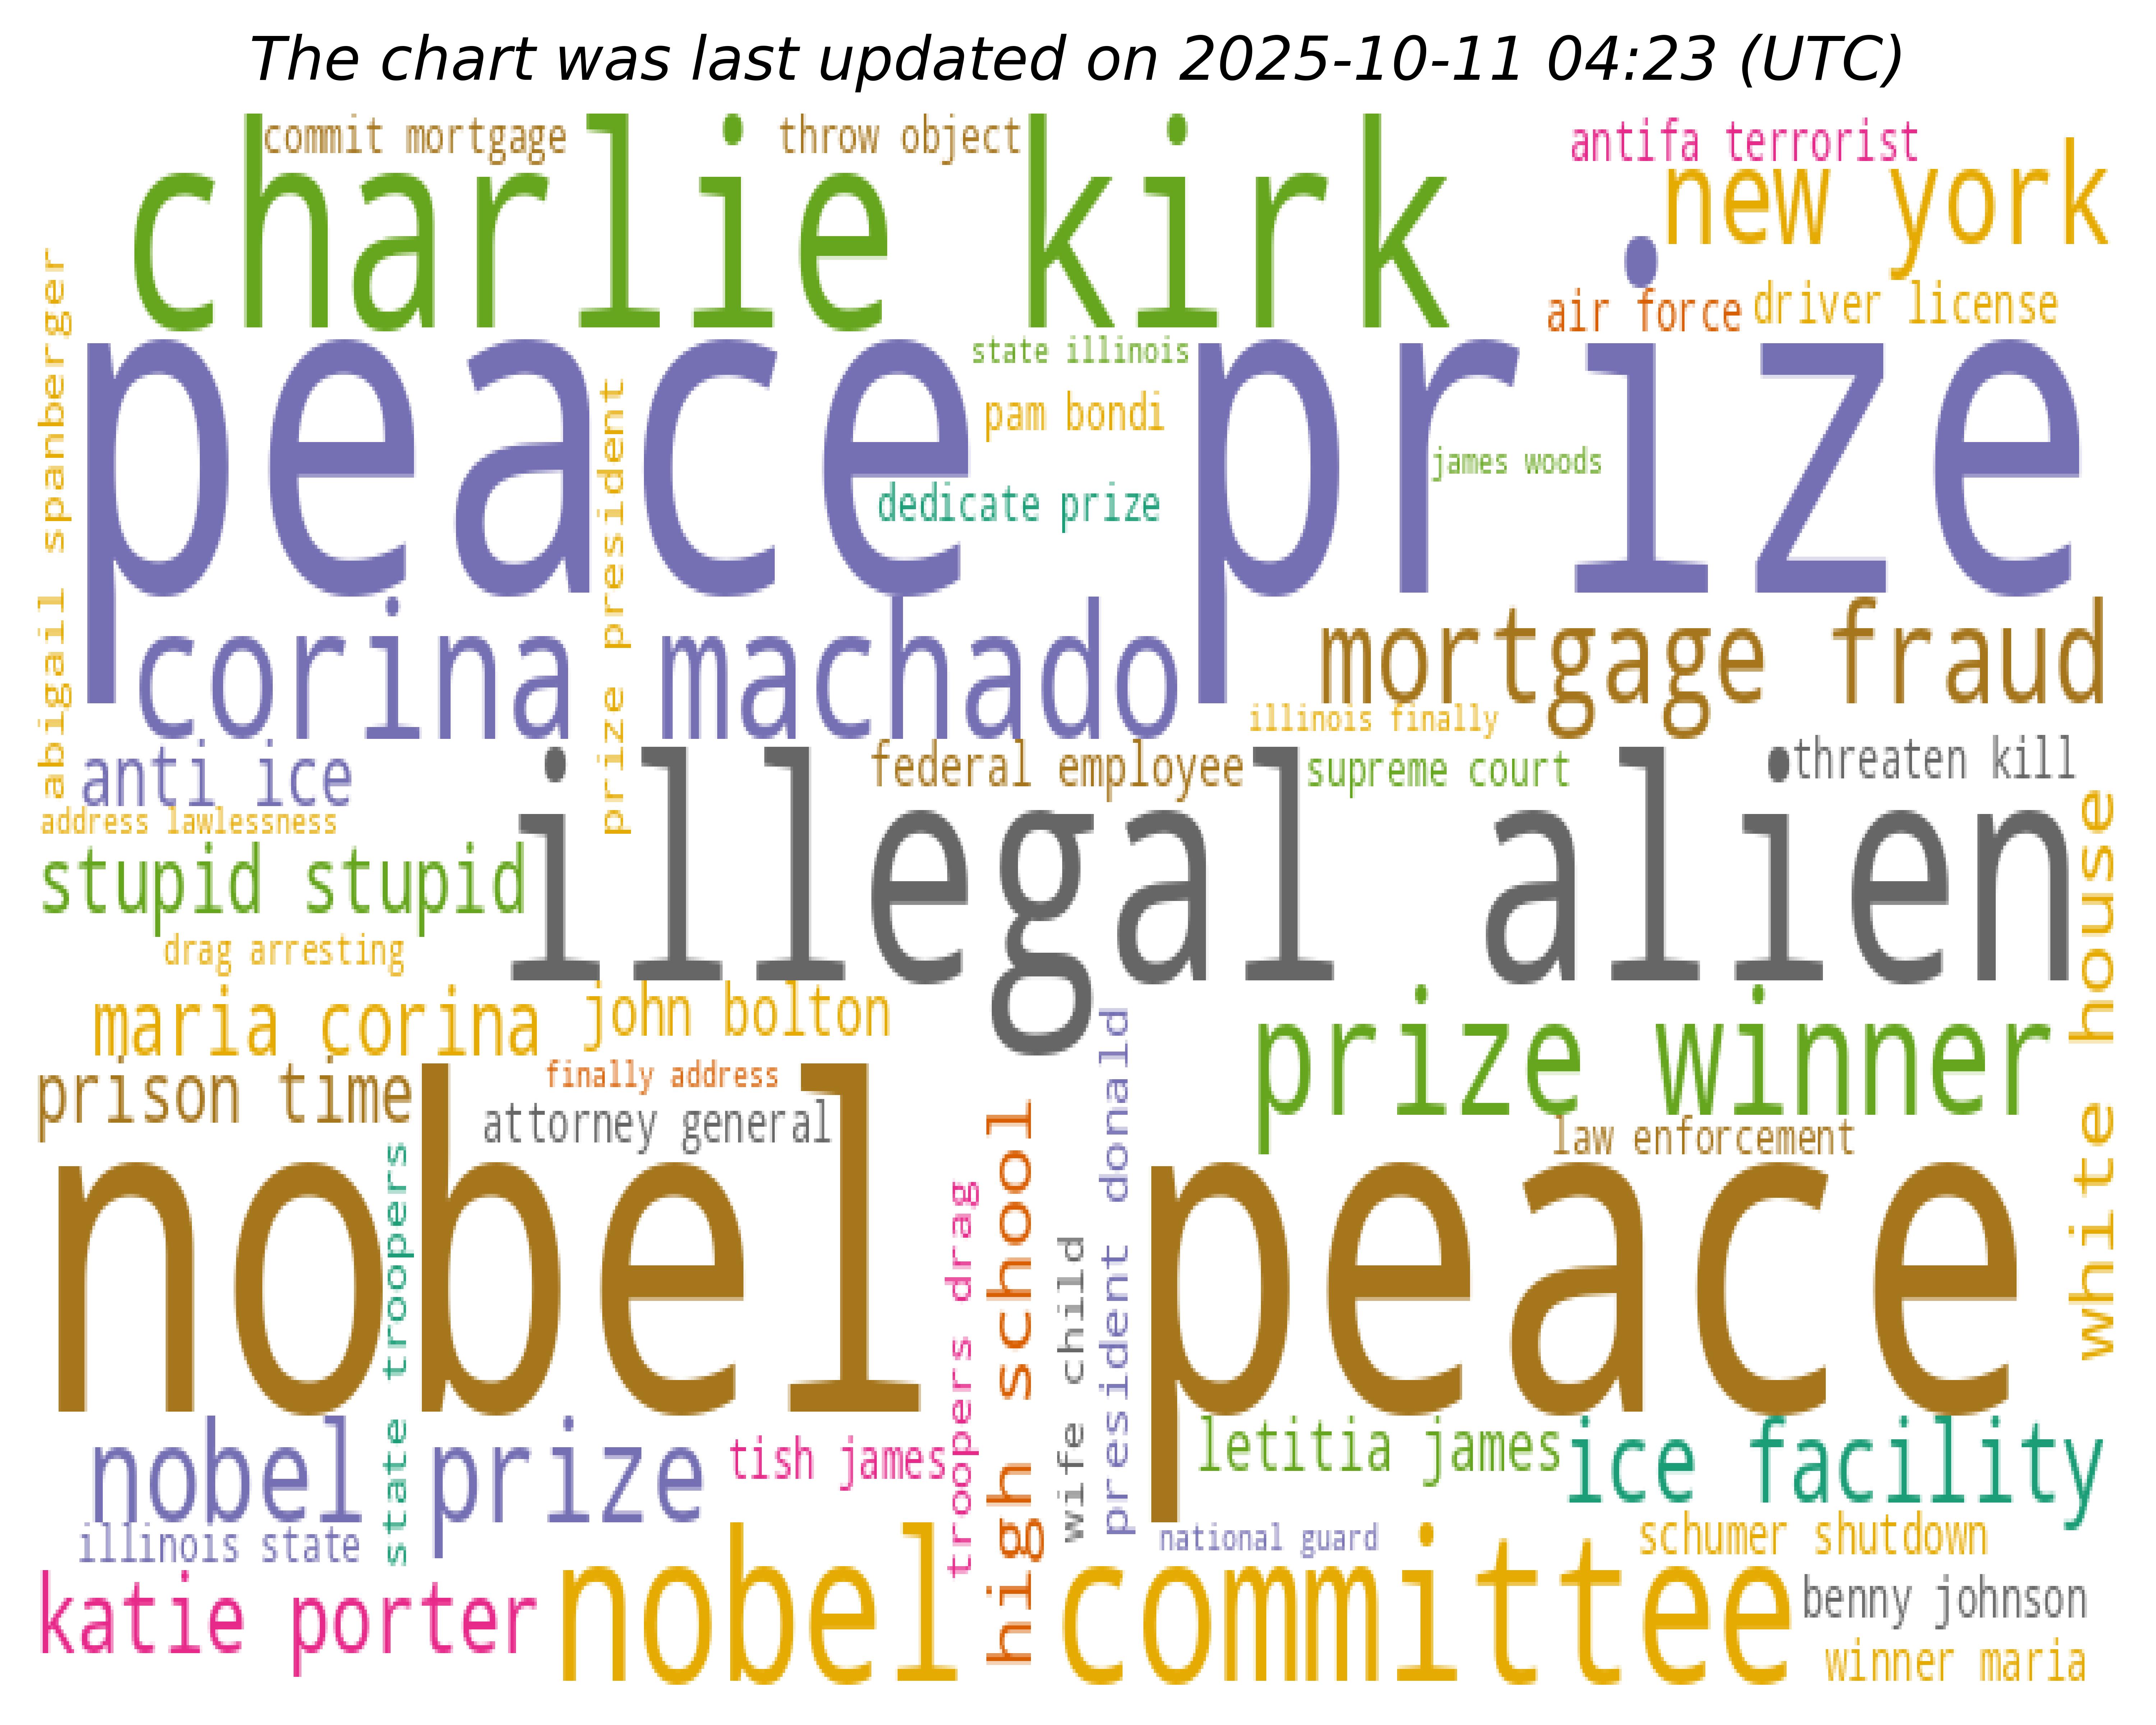 The chart was last updated on 2025-10-11 04:23 (UTC)
commit mortgage
throw object
antifa terrorist
charlie kirk
new york
air force
driver license
abigail spanberger
state illinois
peace prize
prize president
pam bondi
james woods
dedicate prize
corina machado
mortgage fraud
illinois finally
anti ice
federal employee
supreme court
threaten kill
address lawlessness
illegal alien
stupid stupid
white house
drag arresting
maria corina
john bolton
prize winner
prison time
finally address
attorney general
president donald
law enforcement
high school
state troopers
nobel peace
troopers drag
wife child
nobel prize
tish james
letitia james
ice facility
illinois state
national guard
schumer shutdown
katie porter
nobel committee
benny johnson
winner maria